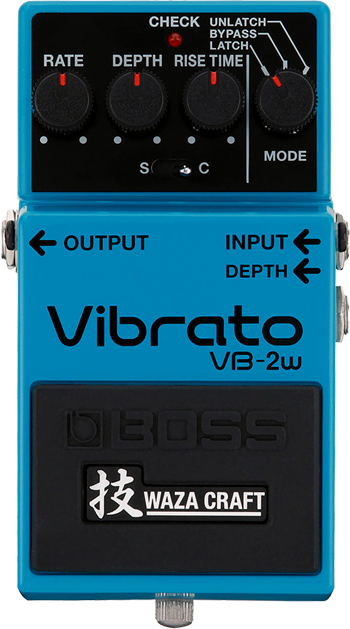 CHECK
UNLATCH
BYPASS
LATCH
RATE
DEPTH
RISE TIME
MODE
S
C
OUTPUT
INPUT
DEPTH
Vibrato
VB-2w
BOSS
技 WAZA CRAFT